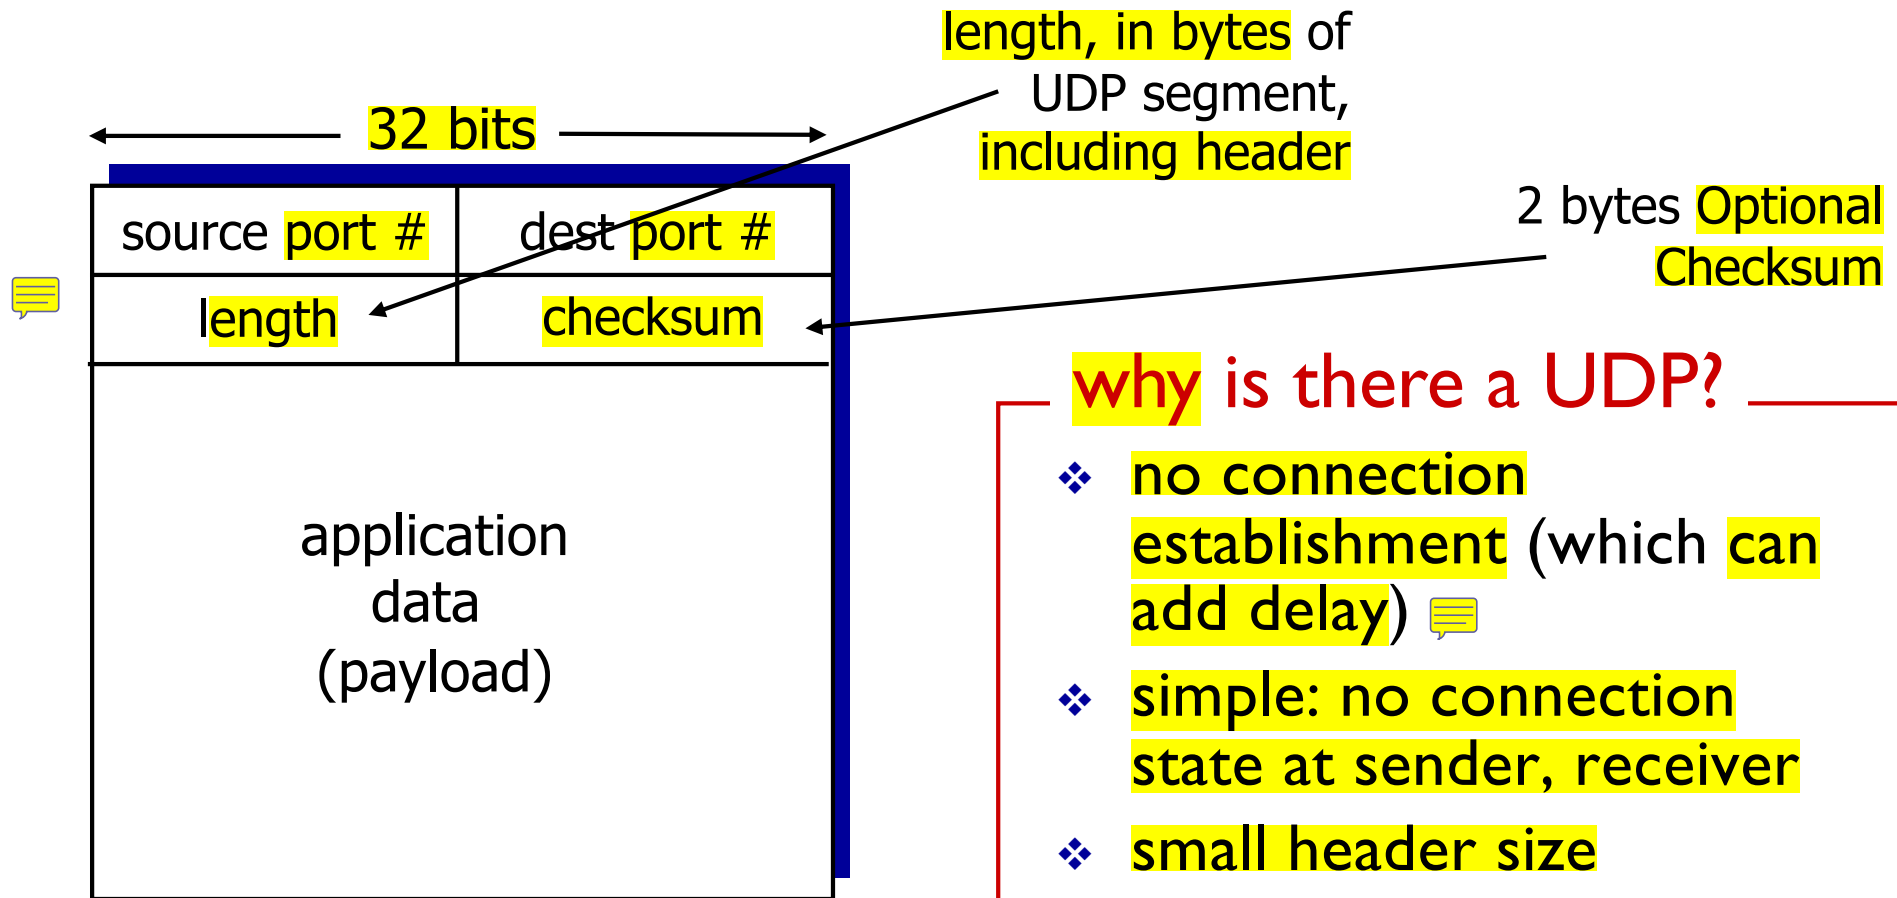 length, in bytes of
UDP segment,
including header
32 bits
2 bytes Optional
Checksum
source port # dest port #
length checksum
application
data
(payload)
why is there a UDP?
no connection
establishment (which can
add delay)
simple: no connection
state at sender, receiver
small header size